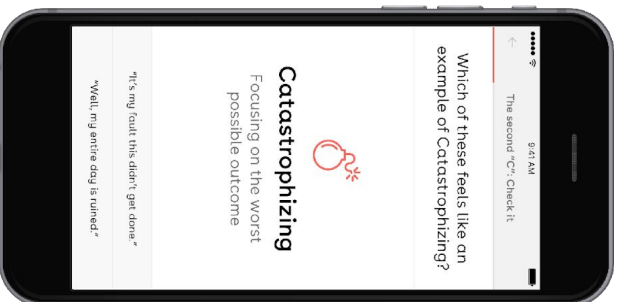 9:41 AM
The second "C": Check it
Which of these feels like an
example of Catastrophizing?
Catastrophizing
Focusing on the worst
possible outcome
"It's my fault this didn't get done."
"Well, my entire day is ruined."